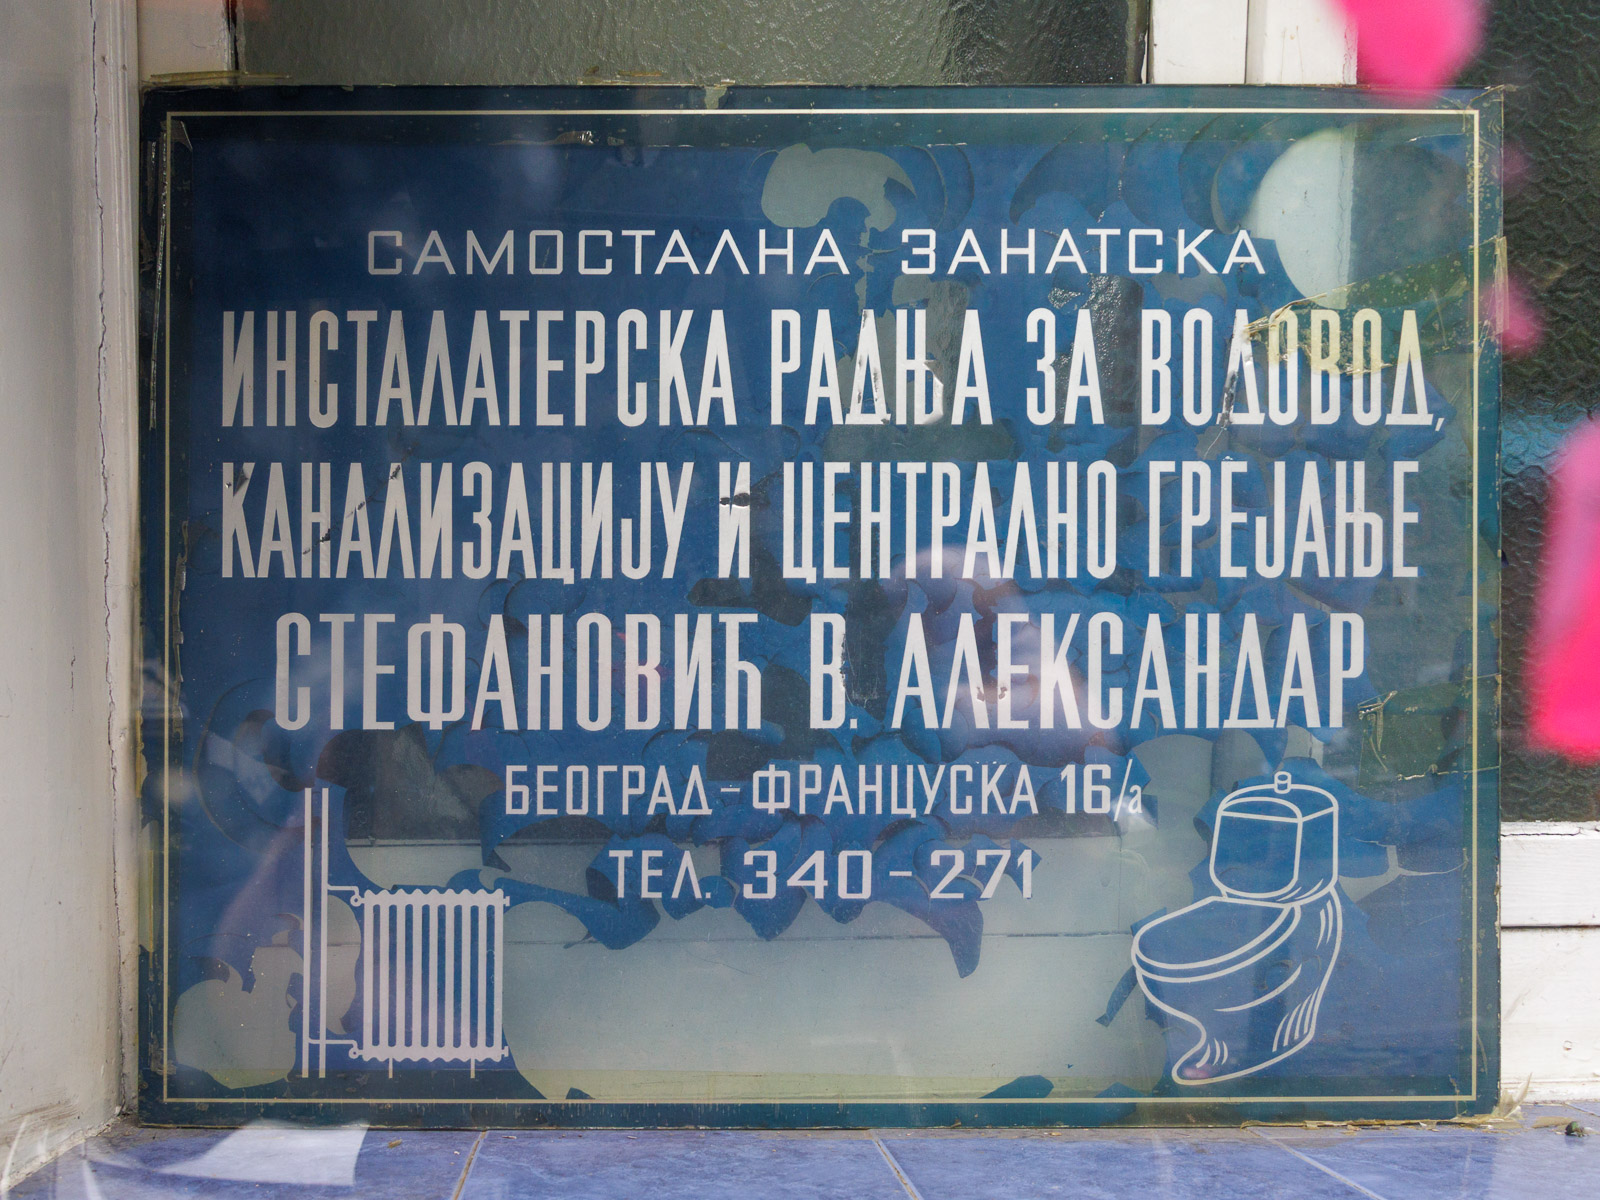 САМОСТАЛНА ЗАНАТСКА
ИНСТАЛАТЕРСКА РАДЊА ЗА ВОДОВОД,
КАНАЛИЗАЦИЈУ И ЦЕНТРАЛНО ГРЕЈАЊЕ
СТЕФАНОВИЋ В. АЛЕКСАНДАР
БЕОГРАД - ФРАНЦУСКА 16/а
ТЕЛ. 340 - 271